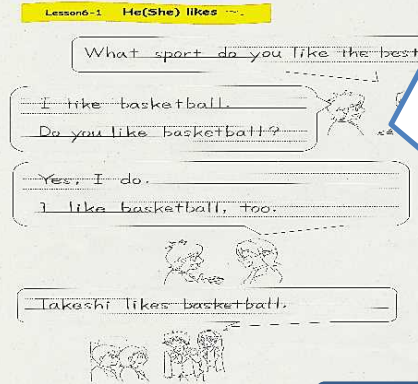 Lesson6-1 He(She) likes ～.
What sport do you like the best
I like basketball.
Do you like basketball?
Yes, I do.
I like basketball, too.
Takeshi likes basketball.